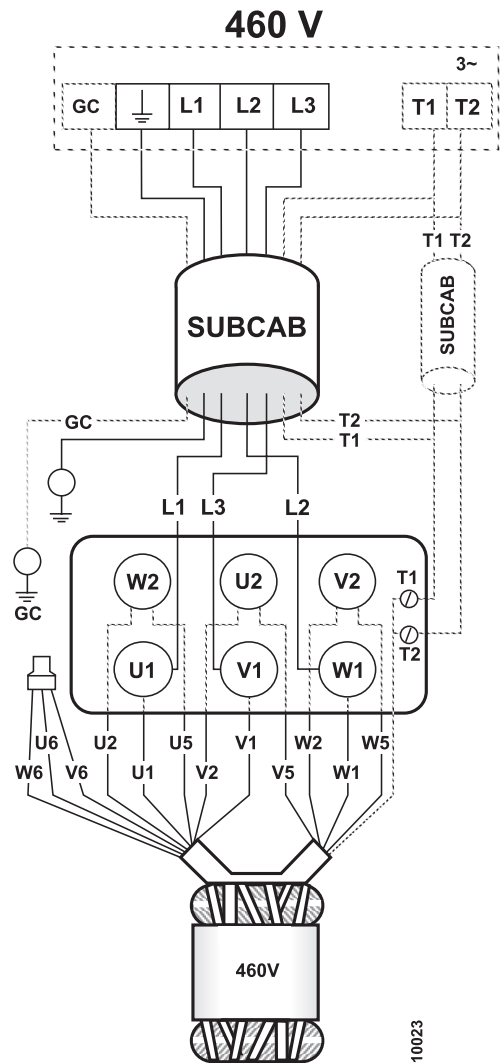 460 V
3~
GC L1 L2 L3 T1 T2
T1 T2
SUBCAB
SUBCAB
GC
T2
T1
L1 L3 L2
W2 U2 V2
T1
GC
U1 V1 W1
T2
U6 U2 U5 V1 W2 W5
W6 V6 U1 V2 V5 W1
460V
10023